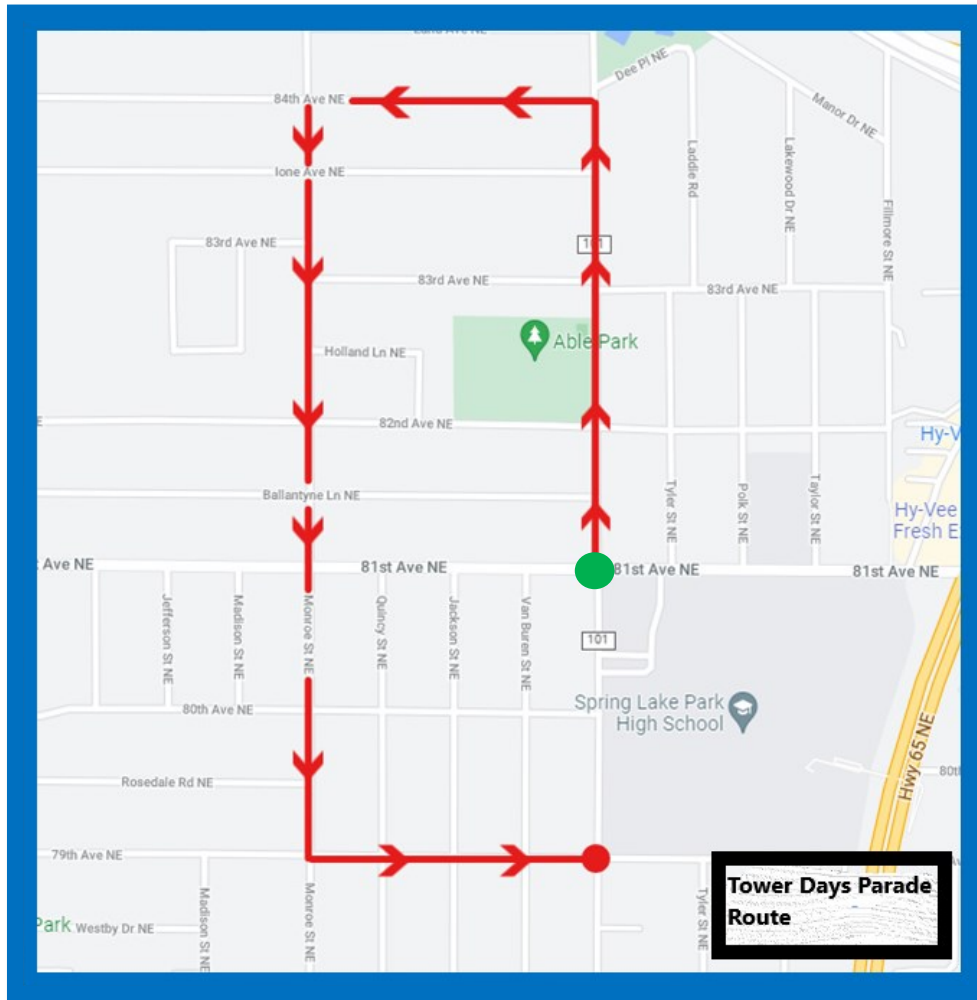 Dee Pl NE
84th Ave NE
Manor Dr NE
Laddie Rd
Lakewood Dr NE
Ione Ave NE
Fillmore St NE
83rd Ave NE
101
83rd Ave NE
83rd Ave NE
Able Park
Holland Ln NE
82nd Ave NE
Hy-V
Ballantyne Ln NE
Tyler St NE
Polk St NE
Taylor St NE
Hy-Vee
Fresh E
Ave NE
81st Ave NE
81st Ave NE
81st Ave NE
Jefferson St NE
Madison St NE
Monroe St NE
Quincy St NE
Jackson St NE
Van Buren St NE
101
80th Ave NE
Spring Lake Park
High School
Hwy 65 NE
Rosedale Rd NE
80th
79th Ave NE
Tower Days Parade
Route
Park
Westby Dr NE
Madison St NE
Monroe St NE
Tyler St NE